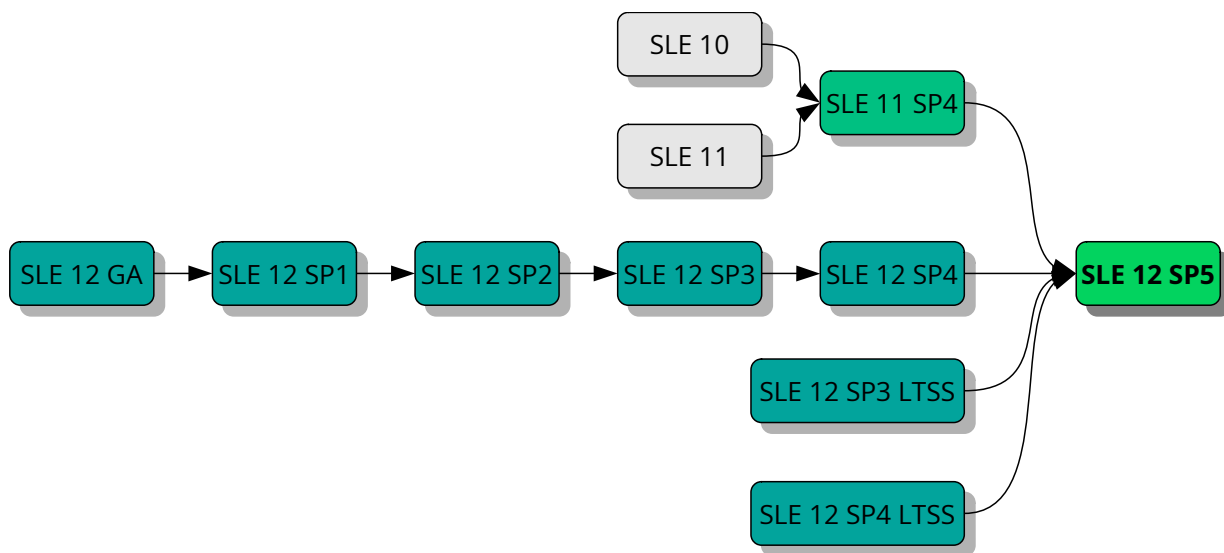 SLE 10
SLE 11 SP4
SLE 11
SLE 12 GA
SLE 12 SP1
SLE 12 SP2
SLE 12 SP3
SLE 12 SP4
SLE 12 SP5
SLE 12 SP3 LTSS
SLE 12 SP4 LTSS